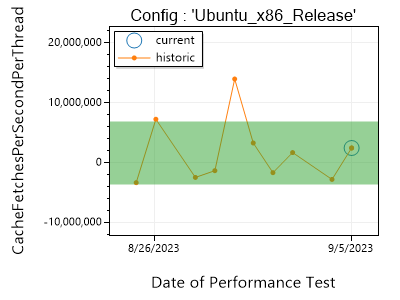 Config : 'Ubuntu_x86_Release'
current
historic
CacheFetchesPerSecondPerThread
20,000,000
10,000,000
0
-10,000,000
8/26/2023
9/5/2023
Date of Performance Test